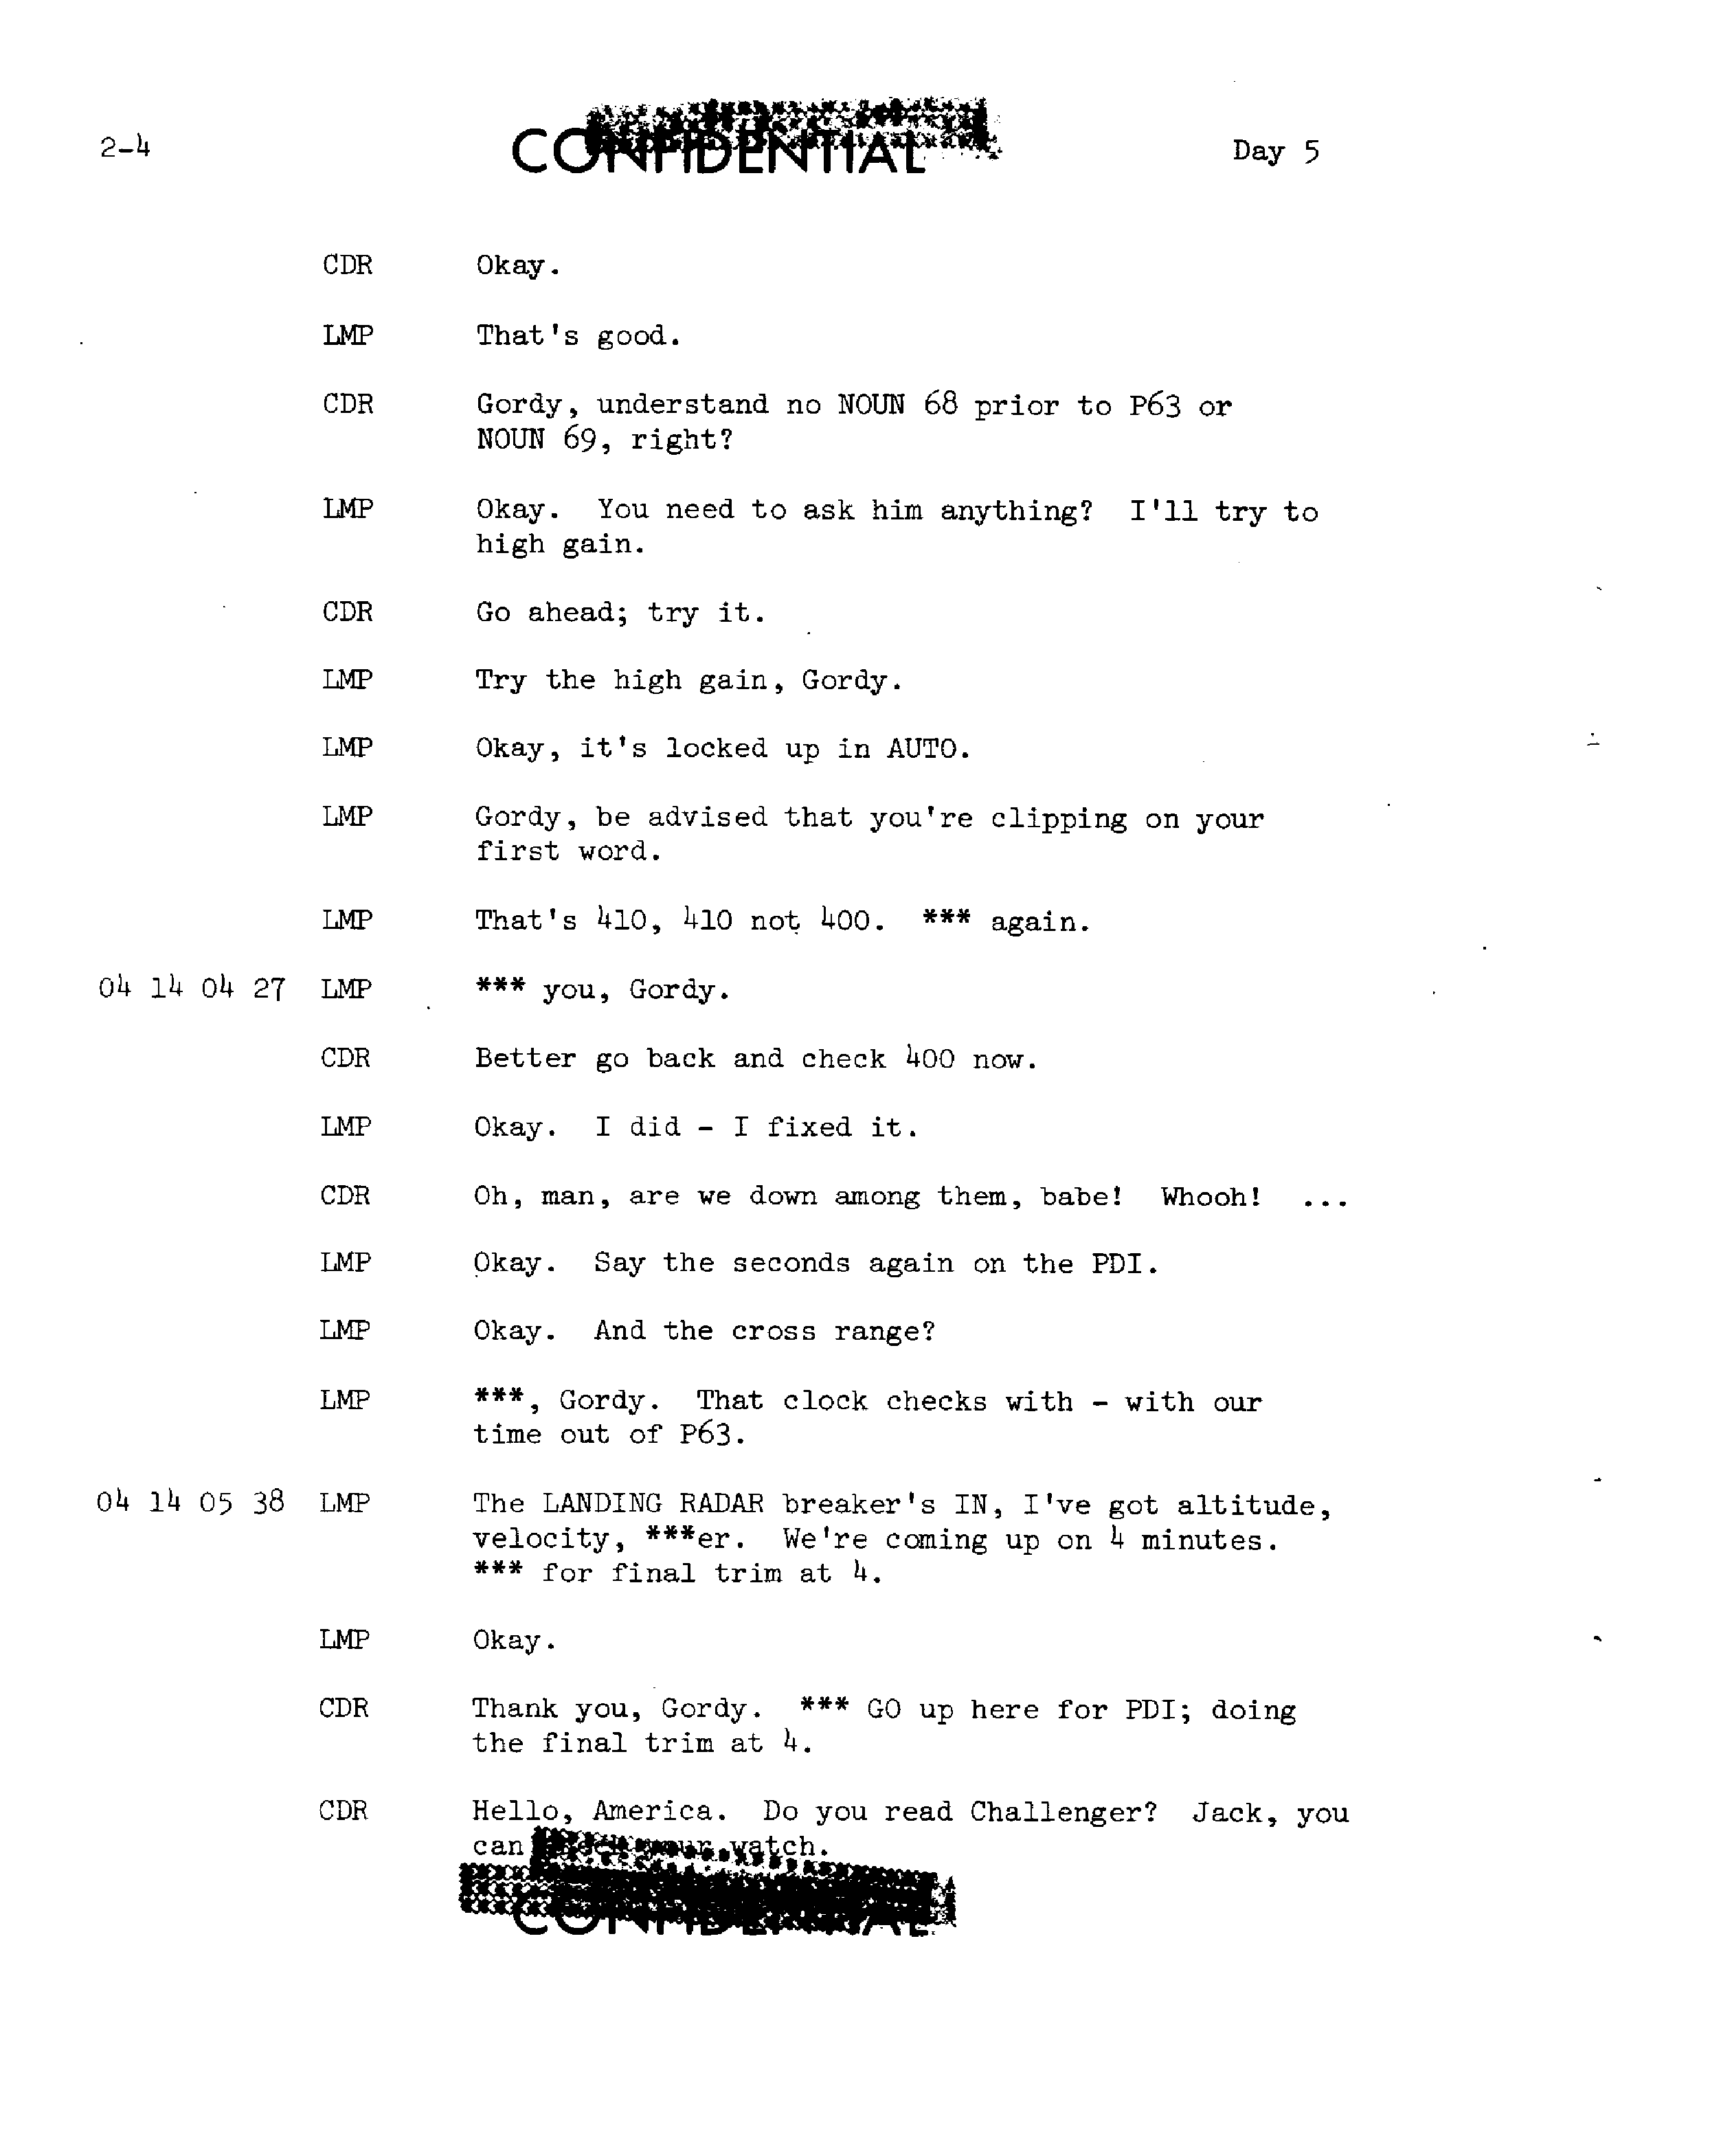 2-4 CONFIDENTIAL Day 5
CDR Okay.
LMP That's good.
CDR Gordy, understand no NOUN 68 prior to P63 or
NOUN 69, right?
LMP Okay. You need to ask him anything? I'll try to
high gain.
CDR Go ahead; try it.
LMP Try the high gain, Gordy.
LMP Okay, it's locked up in AUTO.
LMP Gordy, be advised that you're clipping on your
first word.
LMP That's 410, 410 not 400. *** again.
04 14 04 27 LMP *** you, Gordy.
CDR Better go back and check 400 now.
LMP Okay. I did - I fixed it.
CDR Oh, man, are we down among them, babe! Whooh! ...
LMP Okay. Say the seconds again on the PDI.
LMP Okay. And the cross range?
LMP ***, Gordy. That clock checks with - with our
time out of P63.
04 14 05 38 LMP The LANDING RADAR breaker's IN, I've got altitude,
velocity, ***er. We're coming up on 4 minutes.
*** for final trim at 4.
LMP Okay.
CDR Thank you, Gordy. *** GO up here for PDI; doing
the final trim at 4.
CDR Hello, America. Do you read Challenger? Jack, you
can your watch.
CONFIDENTIAL